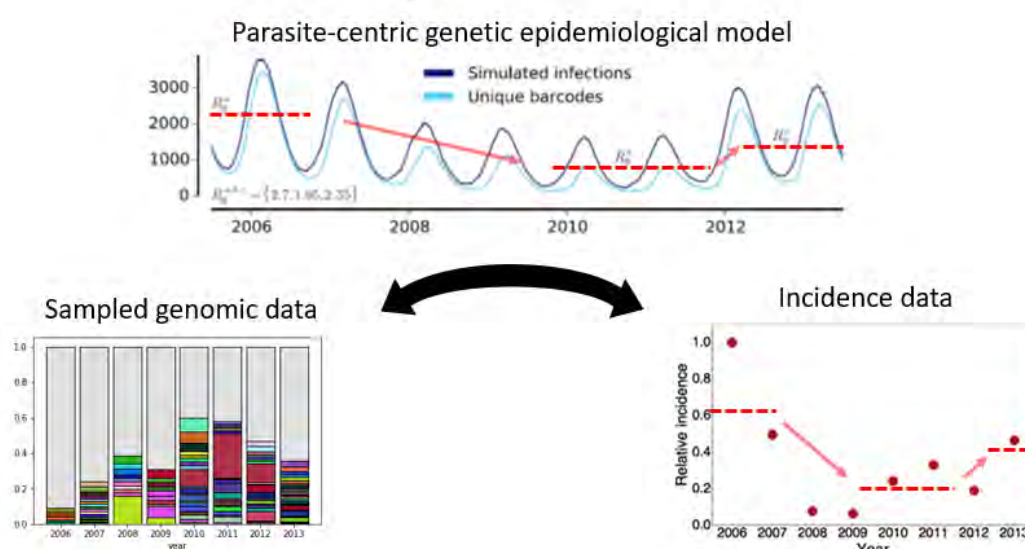 Parasite-centric genetic epidemiological model
3000
2000
1000
0
Simulated infections
Unique barcodes
2006
2008
2010
2012
Sampled genomic data
1.0
0.8
0.6
0.4
0.2
0.0
2006 2007 2008 2009 2010 2011 2012 2013
year
Incidence data
Relative incidence
1.0
0.8
0.6
0.4
0.2
0.0
2006 2007 2008 2009 2010 2011 2012 2013
Year